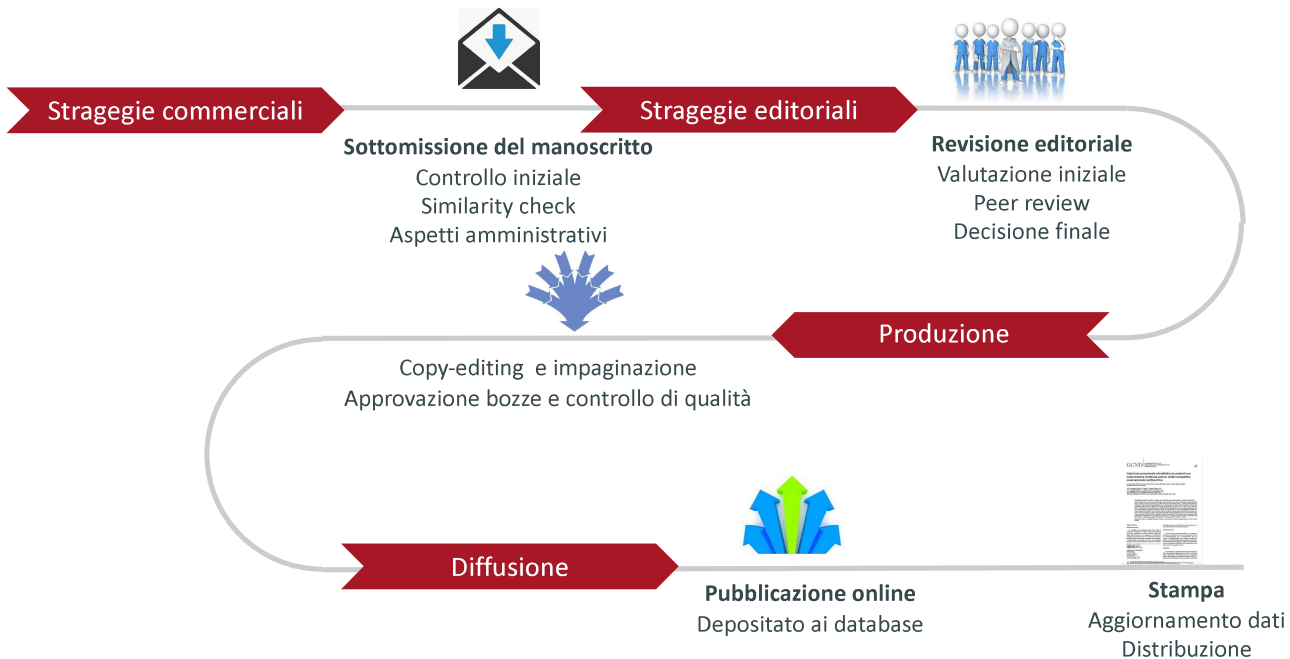 Stragegie commerciali
Stragegie editoriali
Sottomissione del manoscritto
Controllo iniziale
Similarity check
Aspetti amministrativi
Revisione editoriale
Valutazione iniziale
Peer review
Decisione finale
Produzione
Copy-editing e impaginazione
Approvazione bozze e controllo di qualità
GCND
Diffusione
Pubblicazione online
Depositato ai database
Stampa
Aggiornamento dati
Distribuzione